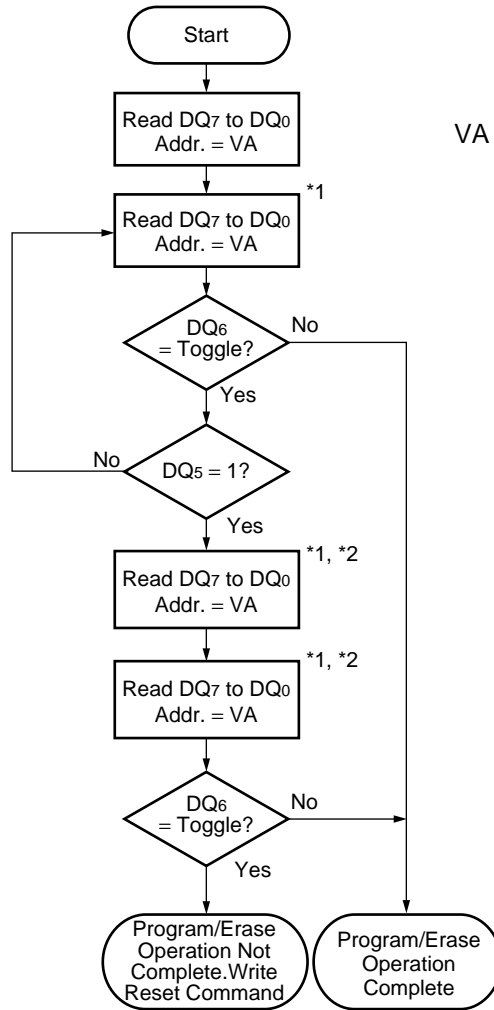 Start
Read DQ7 to DQ0
Addr. = VA
VA
*1
Read DQ7 to DQ0
Addr. = VA
DQ6
= Toggle?
No
Yes
No
DQ5 = 1?
Yes
*1, *2
Read DQ7 to DQ0
Addr. = VA
*1, *2
Read DQ7 to DQ0
Addr. = VA
DQ6
= Toggle?
No
Yes
Program/Erase
Operation Not
Complete.Write
Reset Command
Program/Erase
Operation
Complete